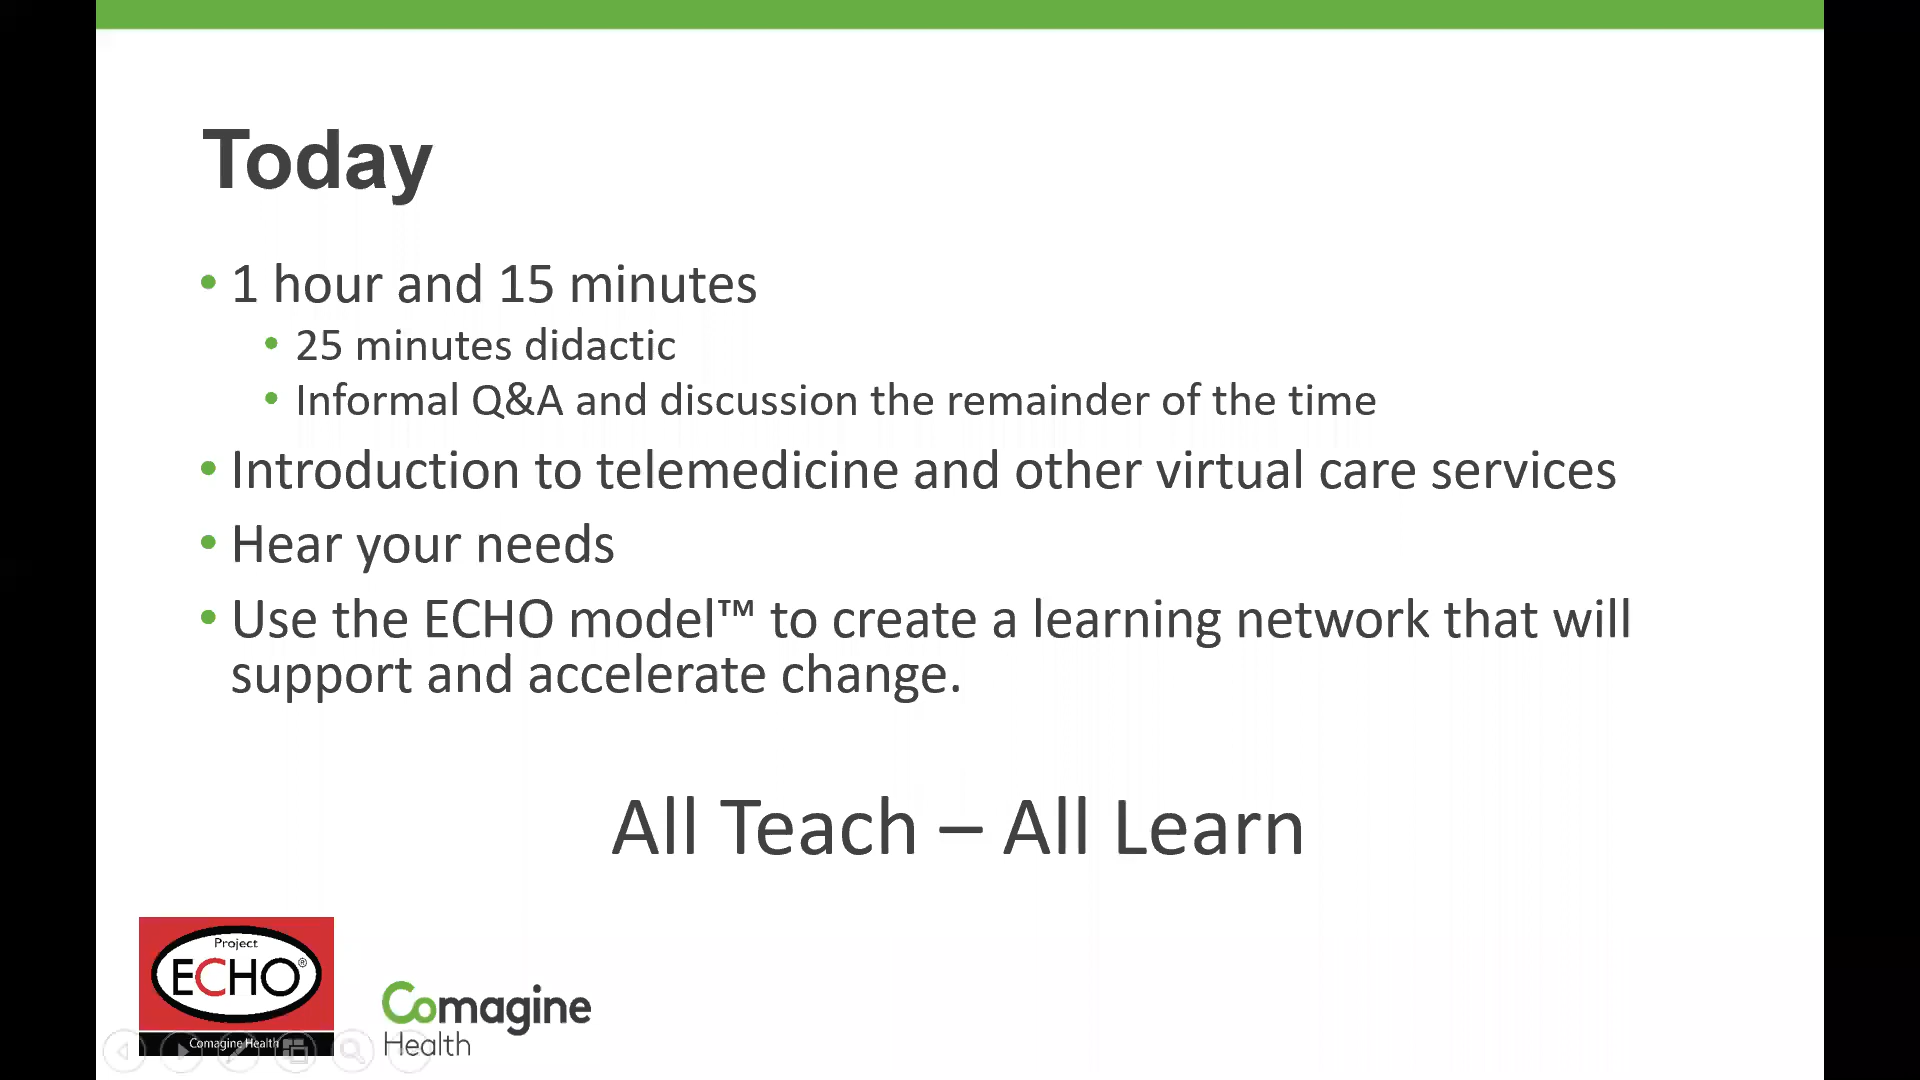 Today
• 1 hour and 15 minutes
• 25 minutes didactic
• Informal Q&A and discussion the remainder of the time
• Introduction to telemedicine and other virtual care services
• Hear your needs
• Use the ECHO model™ to create a learning network that will
support and accelerate change.
All Teach – All Learn
Project
ECHO®
Comagine Health
Comagine
Health